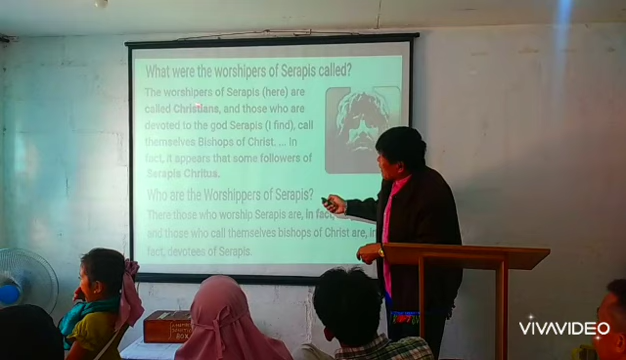 What were the worshipers of Serapis called?
The worshipers of Serapis (here) are
called Christians, and those who are
devoted to the god Serapis (I find), call
themselves Bishops of Christ. ... In
fact, it appears that some followers of
Serapis Chritus.
Who are the Worshippers of Serapis?
There those who worship Serapis are, in fact,
and those who call themselves bishops of Christ are, in
fact, devotees of Serapis.
BOX
VIVAVIDEO